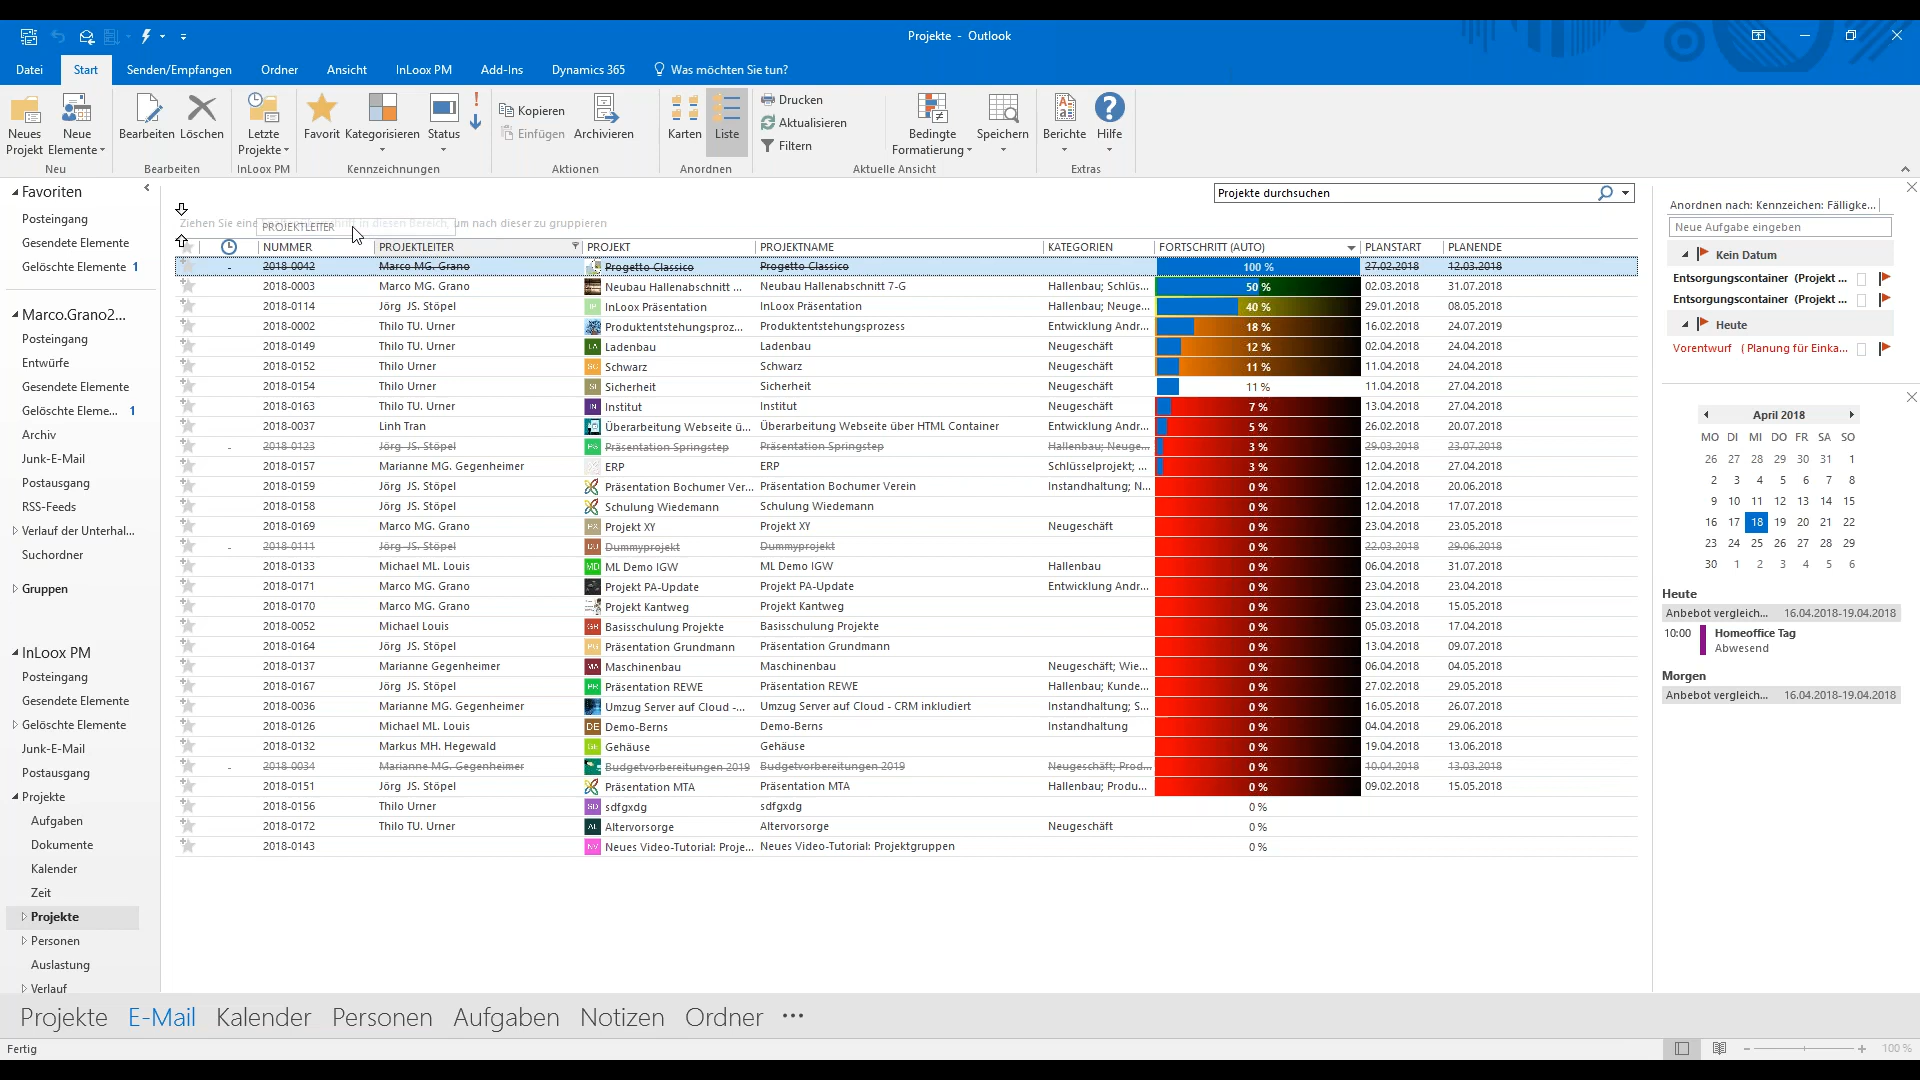 Projekte - Outlook
Datei Start Senden/Empfangen Ordner Ansicht InLoox PM Add-Ins Dynamics 365 Was möchten Sie tun?
Neues Projekt
Neue Elemente
Neu
Bearbeiten
Löschen
Bearbeiten
Letzte Projekte
InLoox PM
Favorit
Kategorisieren
Status
Kennzeichnungen
Kopieren
Einfügen
Archivieren
Aktionen
Karten
Liste
Anordnen
Drucken
Aktualisieren
Filtern
Bedingte Formatierung
Speichern
Aktuelle Ansicht
Berichte
Hilfe
Extras
Favoriten
Posteingang
Gesendete Elemente
Gelöschte Elemente 1
Marco.Grano2...
Posteingang
Entwürfe
Gesendete Elemente
Gelöschte Eleme... 1
Archiv
Junk-E-Mail
Postausgang
RSS-Feeds
Verlauf der Unterhal...
Suchordner
Gruppen
InLoox PM
Posteingang
Gesendete Elemente
Gelöschte Elemente
Junk-E-Mail
Postausgang
Projekte
Aufgaben
Dokumente
Kalender
Zeit
Projekte
Personen
Auslastung
Verlauf
Projekte durchsuchen
Ziehen Sie eine in diesen Bereich, um nach dieser zu gruppieren
PROJEKTLEITER
NUMMER PROJEKTLEITER PROJEKT PROJEKTNAME KATEGORIEN FORTSCHRITT (AUTO) PLANSTART PLANENDE
- 2018-0042 Marco MG. Grano Progetto Classico Progetto Classico 100 % 27.02.2018 12.03.2018
2018-0003 Marco MG. Grano Neubau Hallenabschnitt ... Neubau Hallenabschnitt 7-G Hallenbau; Schlüs... 50 % 02.03.2018 31.07.2018
2018-0114 Jörg JS. Stöpel InLoox Präsentation InLoox Präsentation Hallenbau; Neuge... 40 % 29.01.2018 08.05.2018
2018-0002 Thilo TU. Urner Produktentstehungsproz... Produktentstehungsprozess Entwicklung Andr... 18 % 16.02.2018 24.07.2019
2018-0149 Thilo TU. Urner LA Ladenbau Ladenbau Neugeschäft 12 % 02.04.2018 24.04.2018
2018-0152 Thilo Urner SC Schwarz Schwarz Neugeschäft 11 % 11.04.2018 24.04.2018
2018-0154 Thilo Urner SI Sicherheit Sicherheit Neugeschäft 11 % 11.04.2018 27.04.2018
2018-0163 Thilo TU. Urner IN Institut Institut Neugeschäft 7 % 13.04.2018 27.04.2018
2018-0037 Linh Tran Überarbeitung Webseite ü... Überarbeitung Webseite über HTML Container Entwicklung Andr... 5 % 26.02.2018 20.07.2018
- 2018-0123 Jörg JS. Stöpel PS Präsentation Springstep Präsentation Springstep Hallenbau; Neuge... 3 % 29.03.2018 23.07.2018
2018-0157 Marianne MG. Gegenheimer ERP ERP Schlüsselprojekt; ... 3 % 12.04.2018 27.04.2018
2018-0159 Jörg JS. Stöpel Präsentation Bochumer Ver... Präsentation Bochumer Verein Instandhaltung; N... 0 % 12.04.2018 20.06.2018
2018-0158 Jörg JS. Stöpel Schulung Wiedemann Schulung Wiedemann 0 % 12.04.2018 17.07.2018
2018-0169 Marco MG. Grano PX Projekt XY Projekt XY Neugeschäft 0 % 23.04.2018 23.05.2018
- 2018-0111 Jörg JS. Stöpel DU Dummyprojekt Dummyprojekt 0 % 22.03.2018 29.06.2018
2018-0133 Michael ML. Louis MD ML Demo IGW ML Demo IGW Hallenbau 0 % 06.04.2018 31.07.2018
2018-0171 Marco MG. Grano Projekt PA-Update Projekt PA-Update Entwicklung Andr... 0 % 23.04.2018 23.04.2018
2018-0170 Marco MG. Grano Projekt Kantweg Projekt Kantweg 0 % 23.04.2018 15.05.2018
2018-0052 Michael Louis Basisschulung Projekte Basisschulung Projekte 0 % 05.03.2018 17.04.2018
2018-0164 Jörg JS. Stöpel PG Präsentation Grundmann Präsentation Grundmann 0 % 13.04.2018 09.07.2018
2018-0137 Marianne Gegenheimer MA Maschinenbau Maschinenbau Neugeschäft; Wie... 0 % 06.04.2018 04.05.2018
2018-0167 Jörg JS. Stöpel PR Präsentation REWE Präsentation REWE Hallenbau; Kunde... 0 % 27.02.2018 29.05.2018
2018-0036 Marianne MG. Gegenheimer Umzug Server auf Cloud -... Umzug Server auf Cloud - CRM inkludiert Instandhaltung; S... 0 % 16.05.2018 26.07.2018
2018-0126 Michael ML. Louis DE Demo-Berns Demo-Berns Instandhaltung 0 % 04.04.2018 29.06.2018
2018-0132 Markus MH. Hegewald GE Gehäuse Gehäuse 0 % 19.04.2018 13.06.2018
- 2018-0034 Marianne MG. Gegenheimer Budgetvorbereitungen 2019 Budgetvorbereitungen 2019 Neugeschäft; Prod... 0 % 10.04.2018 13.03.2018
2018-0151 Jörg JS. Stöpel Präsentation MTA Präsentation MTA Hallenbau; Produ... 0 % 09.02.2018 15.05.2018
2018-0156 Thilo Urner SD sdfgxdg sdfgxdg 0 %
2018-0172 Thilo TU. Urner AL Altervorsorge Altervorsorge Neugeschäft 0 %
2018-0143 NV Neues Video-Tutorial: Proje... Neues Video-Tutorial: Projektgruppen 0 %
Anordnen nach: Kennzeichen: Fälligke...
Neue Aufgabe eingeben
Kein Datum
Entsorgungscontainer (Projekt ...
Entsorgungscontainer (Projekt ...
Heute
Vorentwurf ( Planung für Einka...
April 2018
MO DI MI DO FR SA SO
26 27 28 29 30 31 1
2 3 4 5 6 7 8
9 10 11 12 13 14 15
16 17 18 19 20 21 22
23 24 25 26 27 28 29
30 1 2 3 4 5 6
Heute
Anbebot vergleich... 16.04.2018-19.04.2018
10:00 Homeoffice Tag
Abwesend
Morgen
Anbebot vergleich... 16.04.2018-19.04.2018
Projekte E-Mail Kalender Personen Aufgaben Notizen Ordner ...
Fertig
100 %